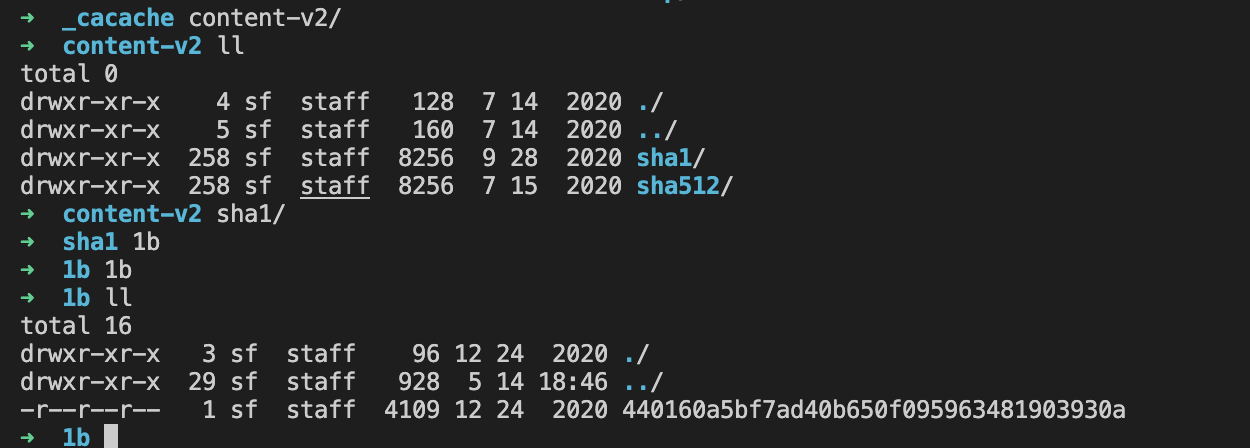 ➜  _cacache content-v2/
➜  content-v2 ll
total 0
drwxr-xr-x    4 sf  staff   128  7 14  2020 ./
drwxr-xr-x    5 sf  staff   160  7 14  2020 ../
drwxr-xr-x  258 sf  staff  8256  9 28  2020 sha1/
drwxr-xr-x  258 sf  staff  8256  7 15  2020 sha512/
➜  content-v2 sha1/
➜  sha1 1b
➜  1b 1b
➜  1b ll
total 16
drwxr-xr-x   3 sf  staff    96 12 24  2020 ./
drwxr-xr-x  29 sf  staff   928  5 14 18:46 ../
-r--r--r--   1 sf  staff  4109 12 24  2020 440160a5bf7ad40b650f095963481903930a
➜  1b